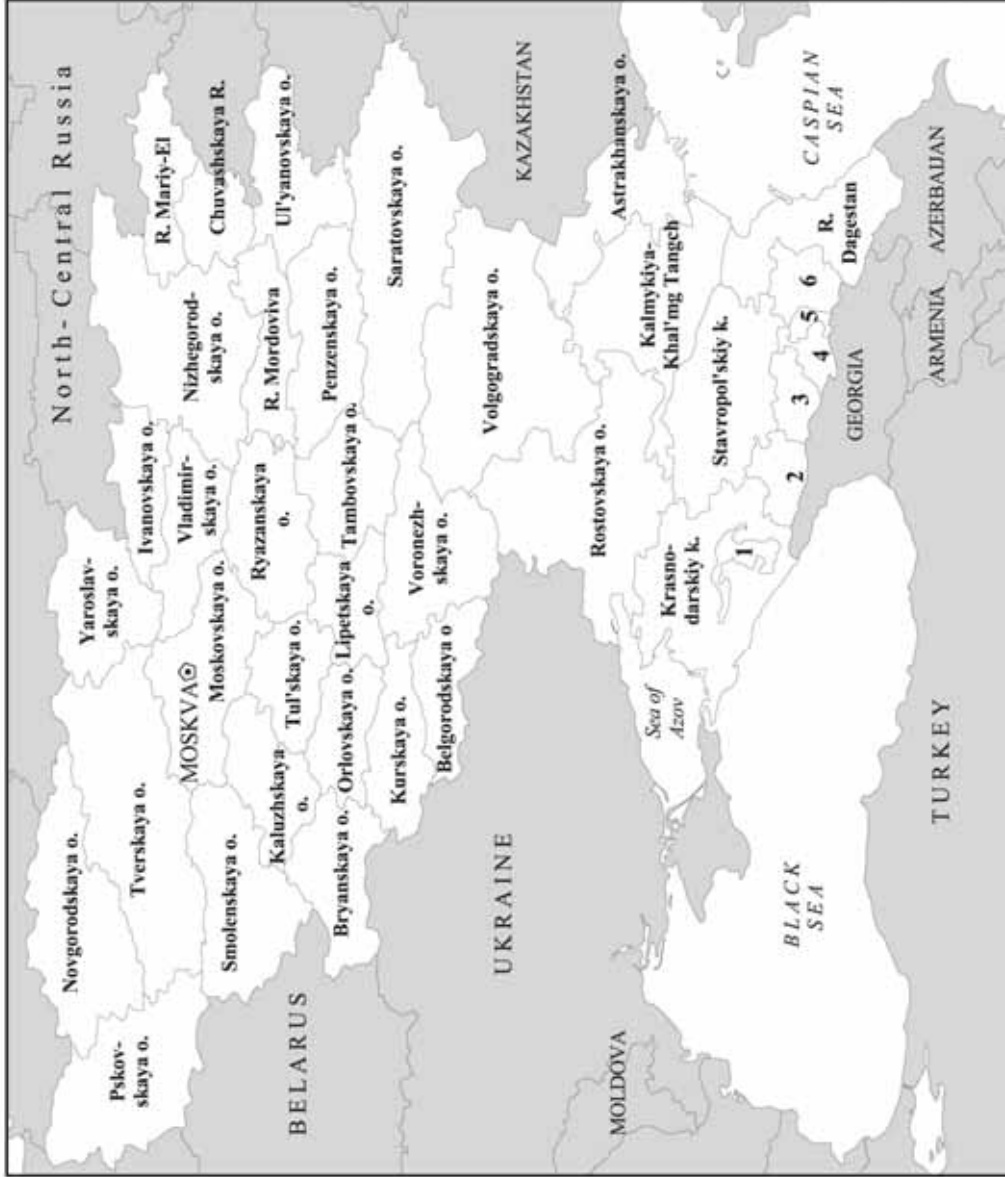 North-Central Russia
Novgorodskaya o.
Pskov-
skaya o.
Tverskaya o.
Yaroslav-
skaya o.
Ivanovskaya o.
Vladimir-
skaya o.
R. Mariy-El
Chuvashskaya R.
Nizhegorod-
skaya o.
MOSKVA
Moskovskaya o.
Smolenskaya o.
Kaluzhskaya
o.
Tul'skaya o.
Ryazanskaya
o.
R. Mordoviva
Ul'yanovskaya o.
Penzenskaya o.
BELARUS
Bryanskaya o.
Orlovskaya o.
Lipetskaya
o.
Tambovskaya o.
Saratovskaya o.
Kurskaya o.
Belgorodskaya o
Voronezh-
skaya o.
Volgogradskaya o.
KAZAKHSTAN
UKRAINE
Rostovskaya o.
Astrakhanskaya o.
Kalmykiya-
Khal'mg Tangch
MOLDOVA
Sea of
Azov
Krasno-
darskiy k.
Stavropol'skiy k.
1
2
3
4
5
6
R.
Dagestan
CASPIAN
SEA
BLACK
SEA
GEORGIA
ARMENIA
AZERBAIJAN
TURKEY